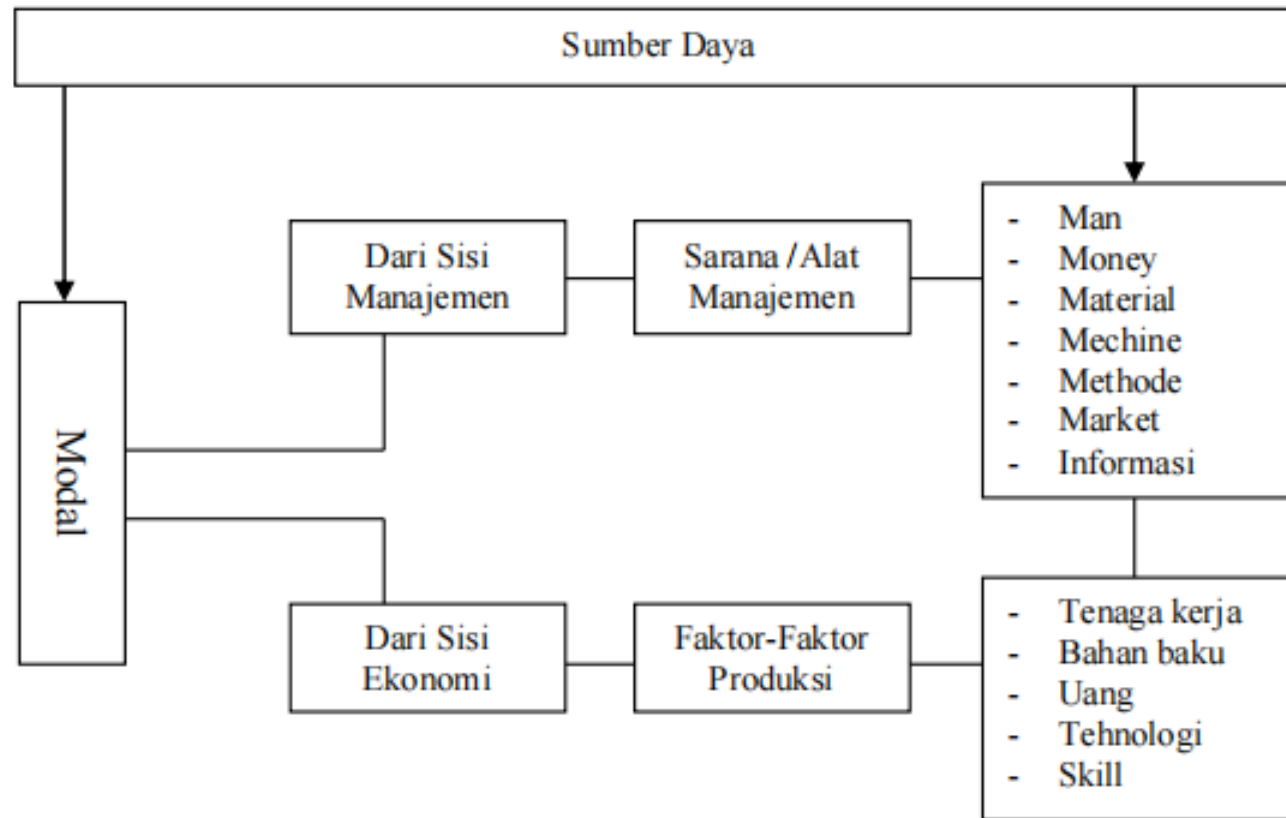 Sumber Daya
Modal
Dari Sisi
Manajemen
Sarana /Alat
Manajemen
- Man
- Money
- Material
- Mechine
- Methode
- Market
- Informasi
Dari Sisi
Ekonomi
Faktor-Faktor
Produksi
- Tenaga kerja
- Bahan baku
- Uang
- Tehnologi
- Skill